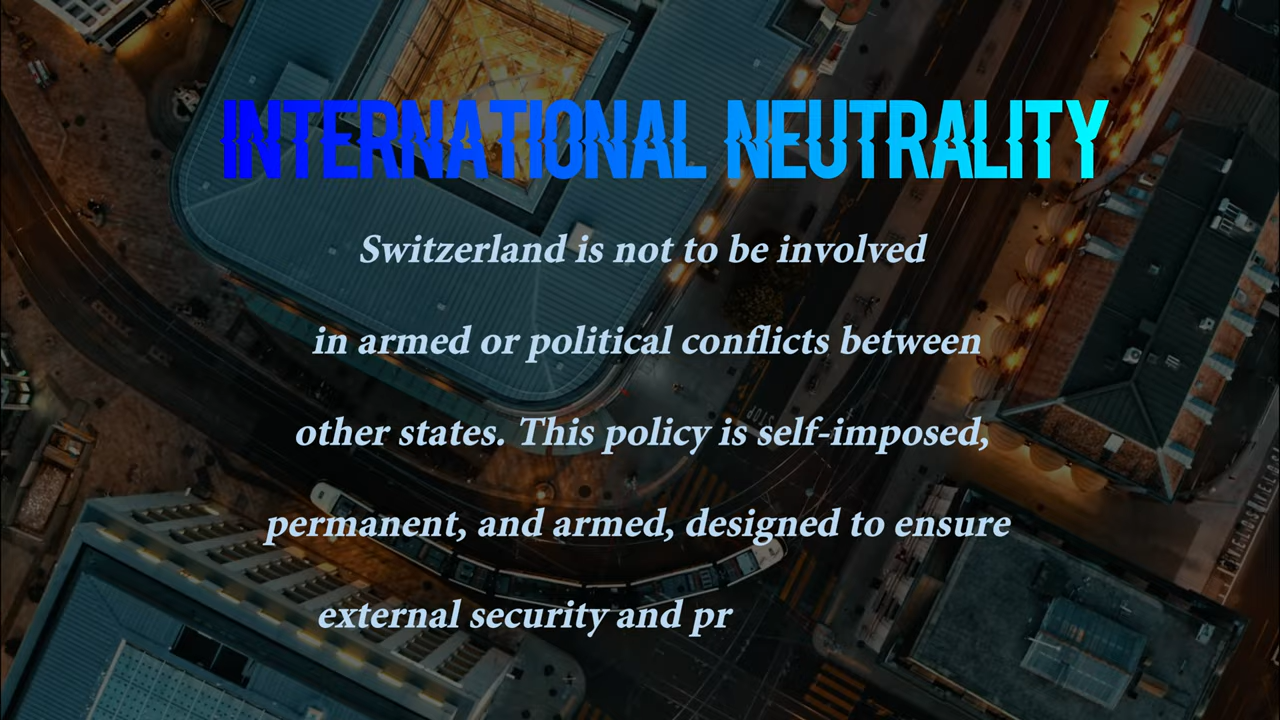 INTERNATIONAL NEUTRALITY
Switzerland is not to be involved
in armed or political conflicts between
other states. This policy is self-imposed,
permanent, and armed, designed to ensure
external security and pr